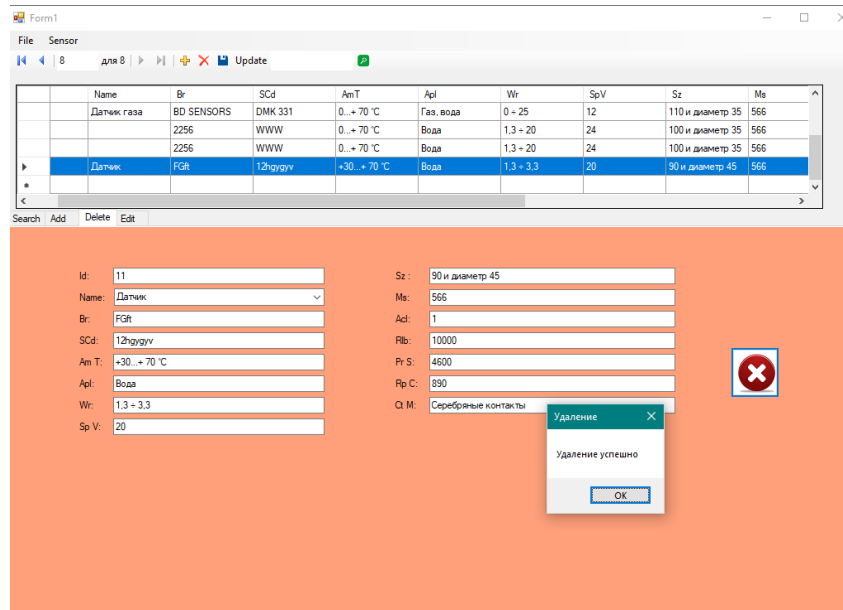 Form1
File Sensor
8 для 8 Update
Name Br SCd AmT Apl Wr SpV Sz Ms
Датчик газа BD SENSORS DMK 331 0...+ 70 °C Газ, вода 0 ÷ 25 12 110 и диаметр 35 566
2256 WWW 0...+ 70 °C Вода 1,3 ÷ 20 24 100 и диаметр 35 566
2256 WWW 0...+ 70 °C Вода 1,3 ÷ 20 24 100 и диаметр 35 566
Датчик FGft 12hgygyv +30...+ 70 °C Вода 1,3 ÷ 3,3 20 90 и диаметр 45 566
Search Add Delete Edit
Id: 11 Sz : 90 и диаметр 45
Name: Датчик Ms: 566
Br: FGft Acl: 1
SCd: 12hgygyv Rlb: 10000
Am T: +30...+ 70 °C Pr S: 4600
Apl: Вода Rp C: 890
Wr: 1,3 ÷ 3,3 Ct M: Серебряные контакты
Sp V: 20
Удаление
Удаление успешно
OK